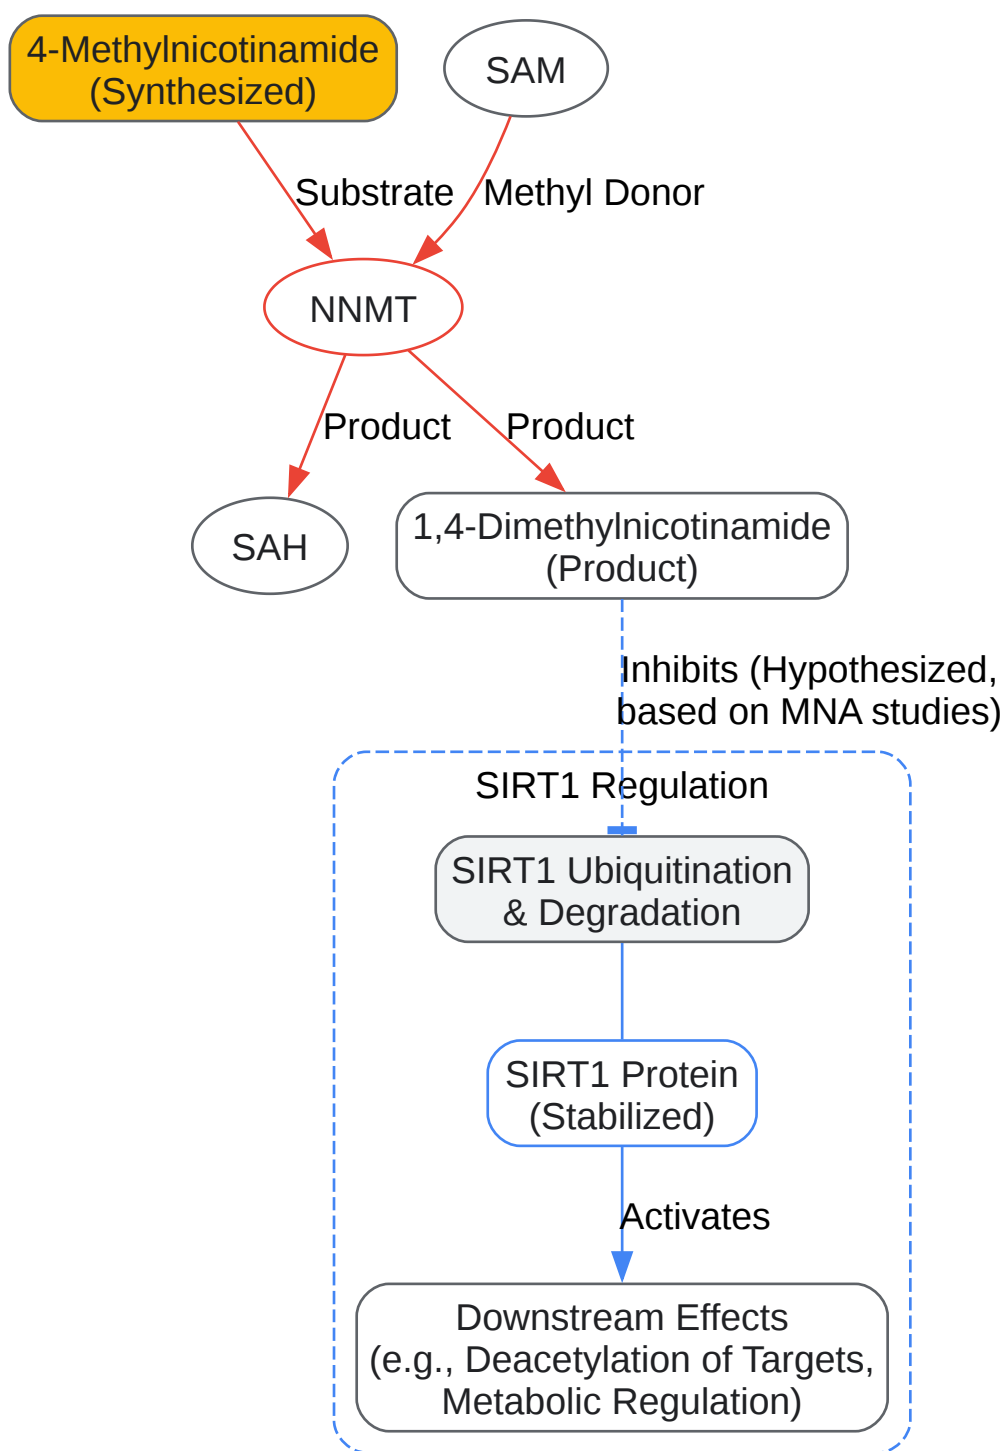 4-Methylnicotinamide
(Synthesized)
SAM
Substrate
Methyl Donor
NNMT
Product
Product
SAH
1,4-Dimethylnicotinamide
(Product)
Inhibits (Hypothesized,
based on MNA studies)
SIRT1 Regulation
SIRT1 Ubiquitination
& Degradation
SIRT1 Protein
(Stabilized)
Activates
Downstream Effects
(e.g., Deacetylation of Targets,
Metabolic Regulation)